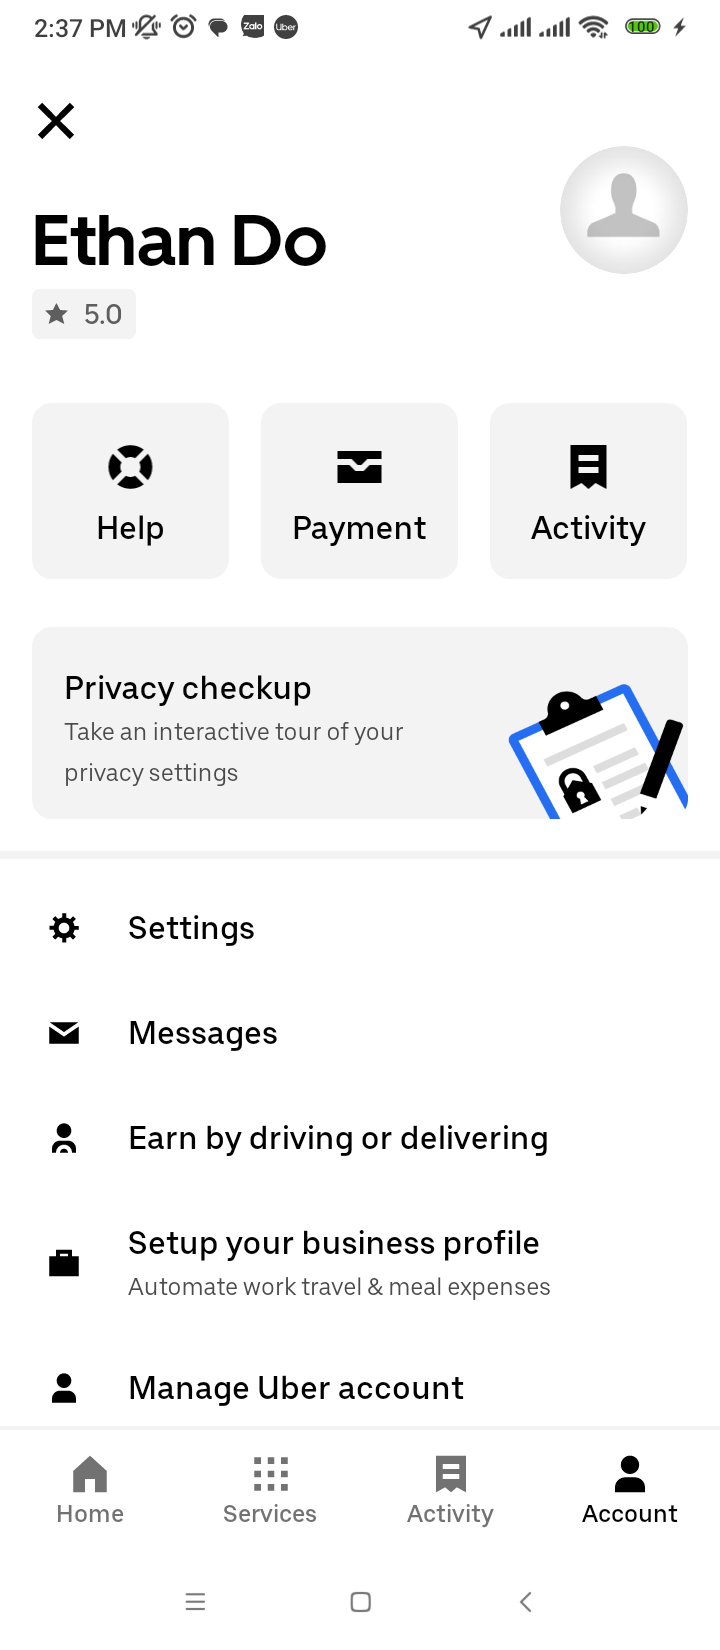 2:37 PM
Zalo
Uber
100
Ethan Do
5.0
Help
Payment
Activity
Privacy checkup
Take an interactive tour of your
privacy settings
Settings
Messages
Earn by driving or delivering
Setup your business profile
Automate work travel & meal expenses
Manage Uber account
Home
Services
Activity
Account